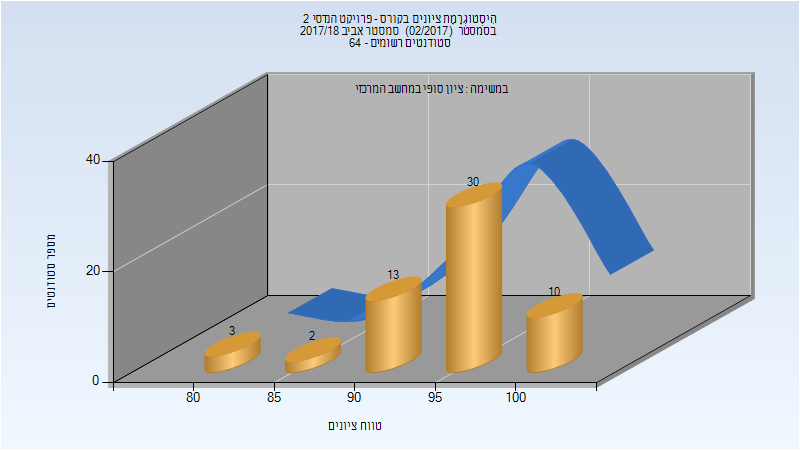 היסטוגרמת ציונים בקורס - פרויקט הנדסי 2
בסמסטר (02/2017) סמסטר אביב 2017/18
סטודנטים רשומים - 64
במשימה : ציון סופי במחשב המרכזי
40
20
0
מספר סטודנטים
3
2
13
30
10
80
85
90
95
100
טווח ציונים